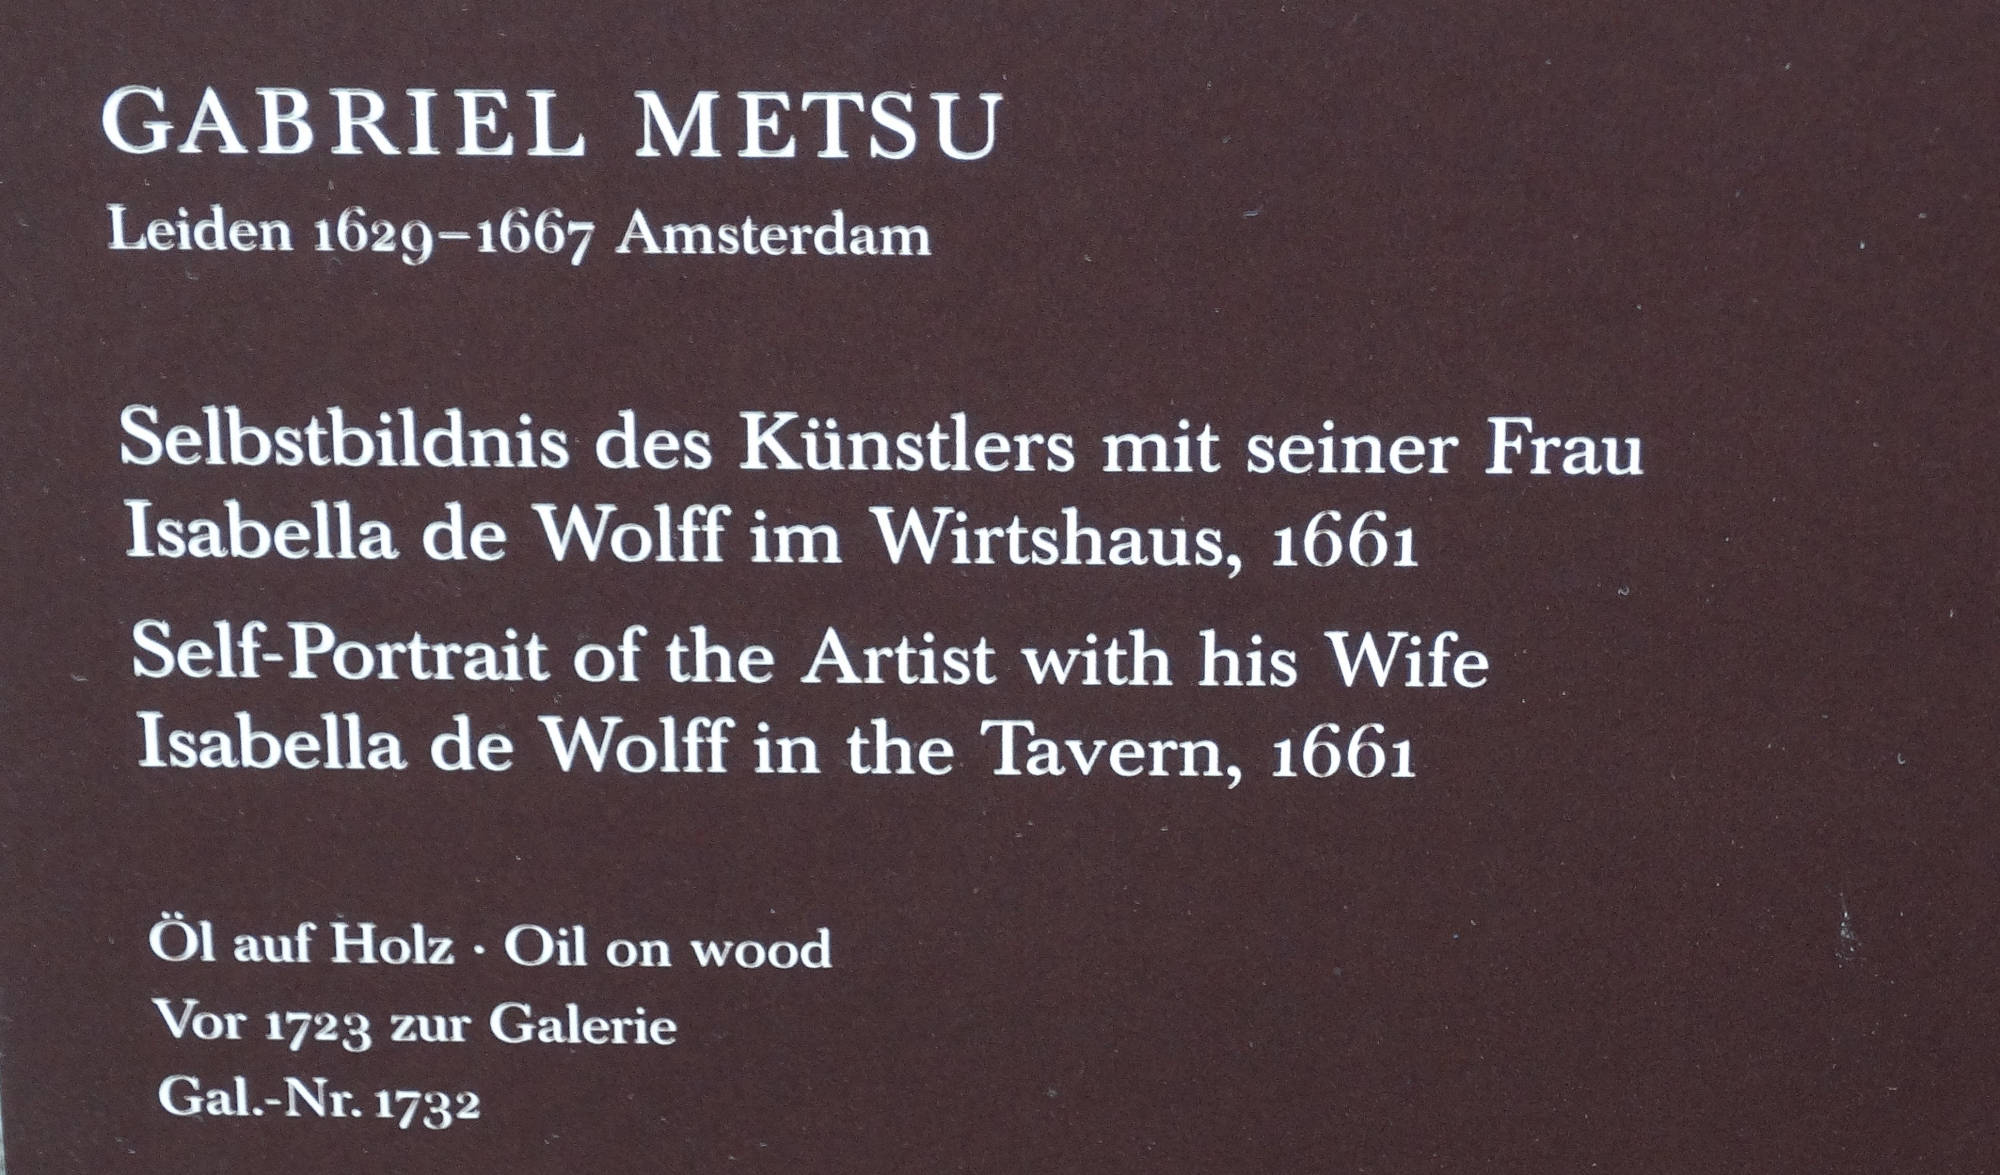 GABRIEL METSU
Leiden 1629–1667 Amsterdam
Selbstbildnis des Künstlers mit seiner Frau
Isabella de Wolff im Wirtshaus, 1661
Self-Portrait of the Artist with his Wife
Isabella de Wolff in the Tavern, 1661
Öl auf Holz · Oil on wood
Vor 1723 zur Galerie
Gal.-Nr. 1732